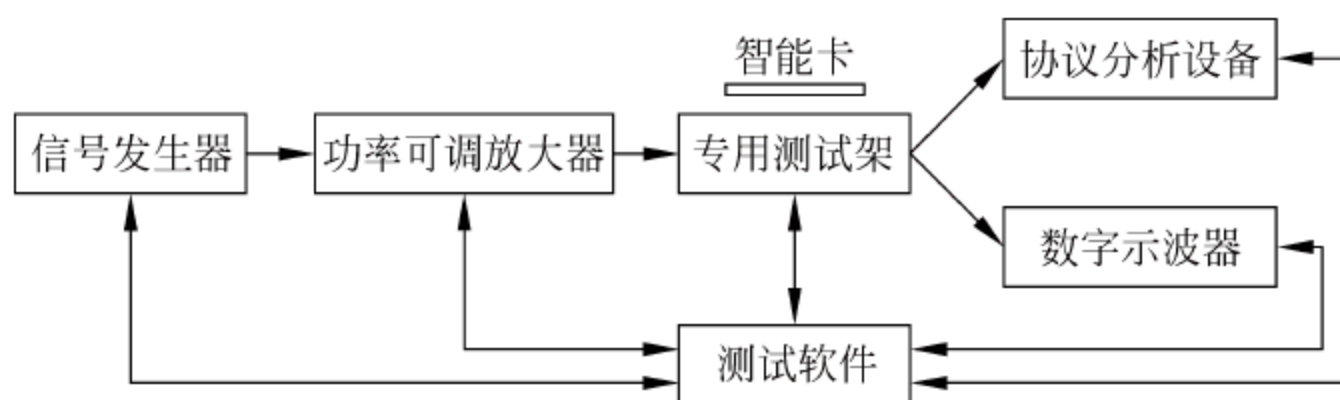 智能卡
协议分析设备
信号发生器
功率可调放大器
专用测试架
数字示波器
测试软件